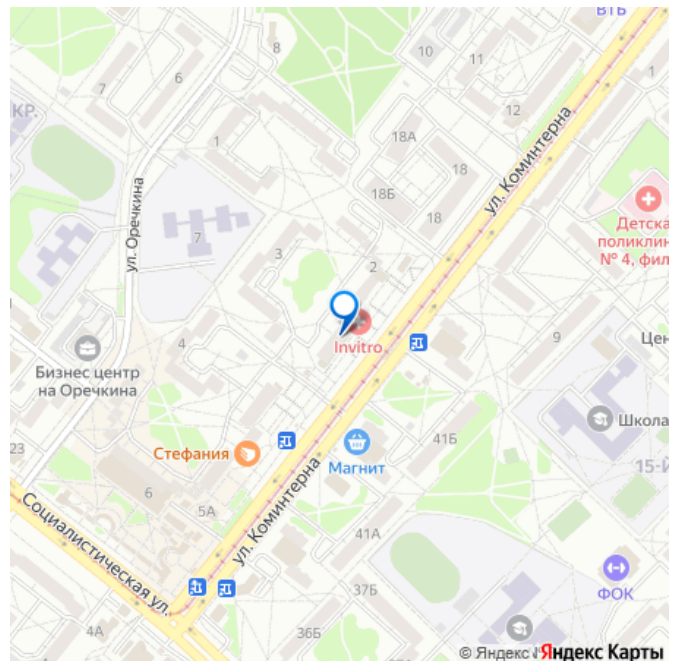 ВТБ
8
10
1
7
6
12
КР.
18А
1
18
ул. Коминтерна
18Б
ул. Оречкина
Детска
поликлин
№ 4, фил
7
18
3
2
Invitro
9
Цен
4
Бизнес центр
на Оречкина
Школа
41Б
23
Стефания
Магнит
15-й
6
5А
ул. Коминтерна
Социалистическая ул.
41А
37Б
ФОК
4А
36Б
© Яндекс
Яндекс Карты